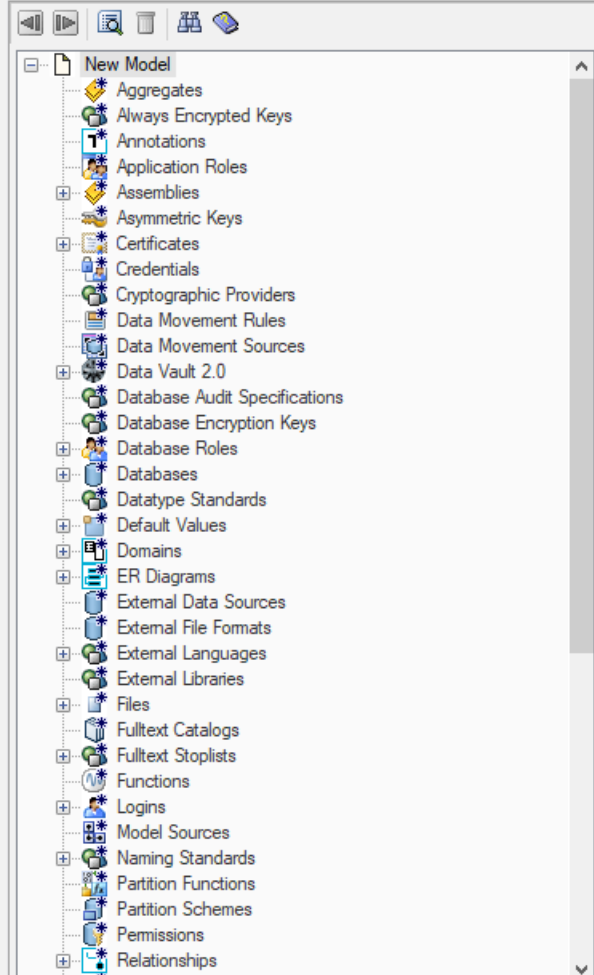 New Model
Aggregates
Always Encrypted Keys
Annotations
Application Roles
Assemblies
Asymmetric Keys
Certificates
Credentials
Cryptographic Providers
Data Movement Rules
Data Movement Sources
Data Vault 2.0
Database Audit Specifications
Database Encryption Keys
Database Roles
Databases
Datatype Standards
Default Values
Domains
ER Diagrams
External Data Sources
External File Formats
External Languages
External Libraries
Files
Fulltext Catalogs
Fulltext Stoplists
Functions
Logins
Model Sources
Naming Standards
Partition Functions
Partition Schemes
Permissions
Relationships